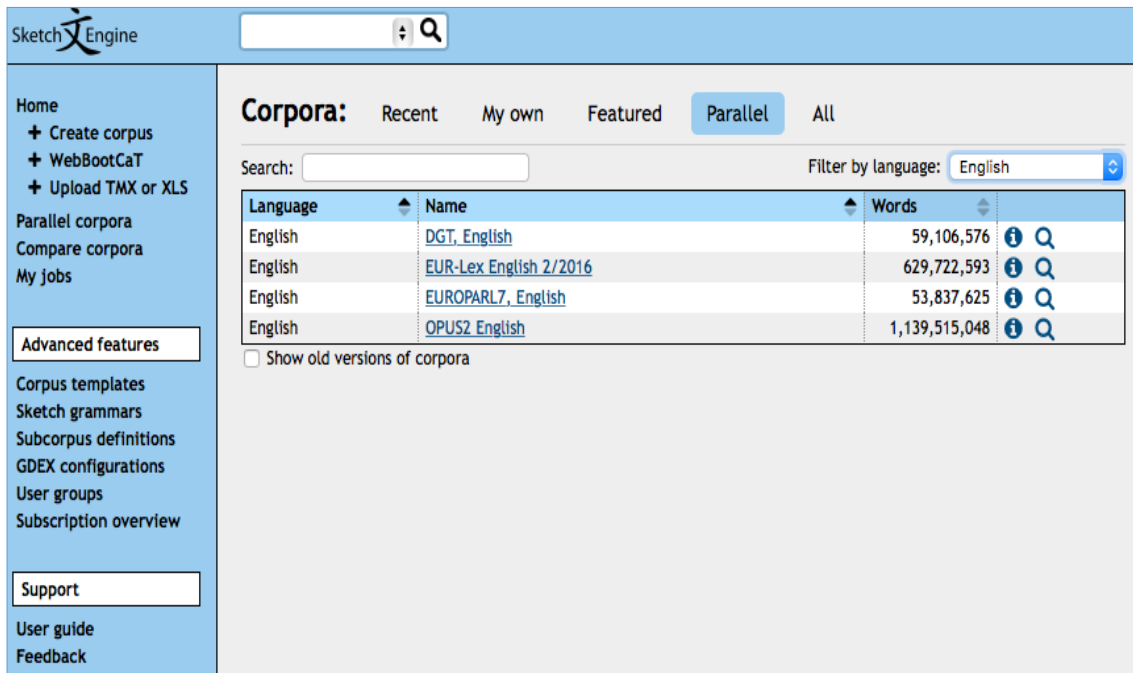 Sketch 文 Engine
Home
+ Create corpus
+ WebBootCaT
+ Upload TMX or XLS
Parallel corpora
Compare corpora
My jobs
Advanced features
Corpus templates
Sketch grammars
Subcorpus definitions
GDEX configurations
User groups
Subscription overview
Support
User guide
Feedback
Corpora: Recent My own Featured Parallel All
Search: Filter by language: English
Language Name Words
English DGT, English 59,106,576
English EUR-Lex English 2/2016 629,722,593
English EUROPARL7, English 53,837,625
English OPUS2 English 1,139,515,048
Show old versions of corpora